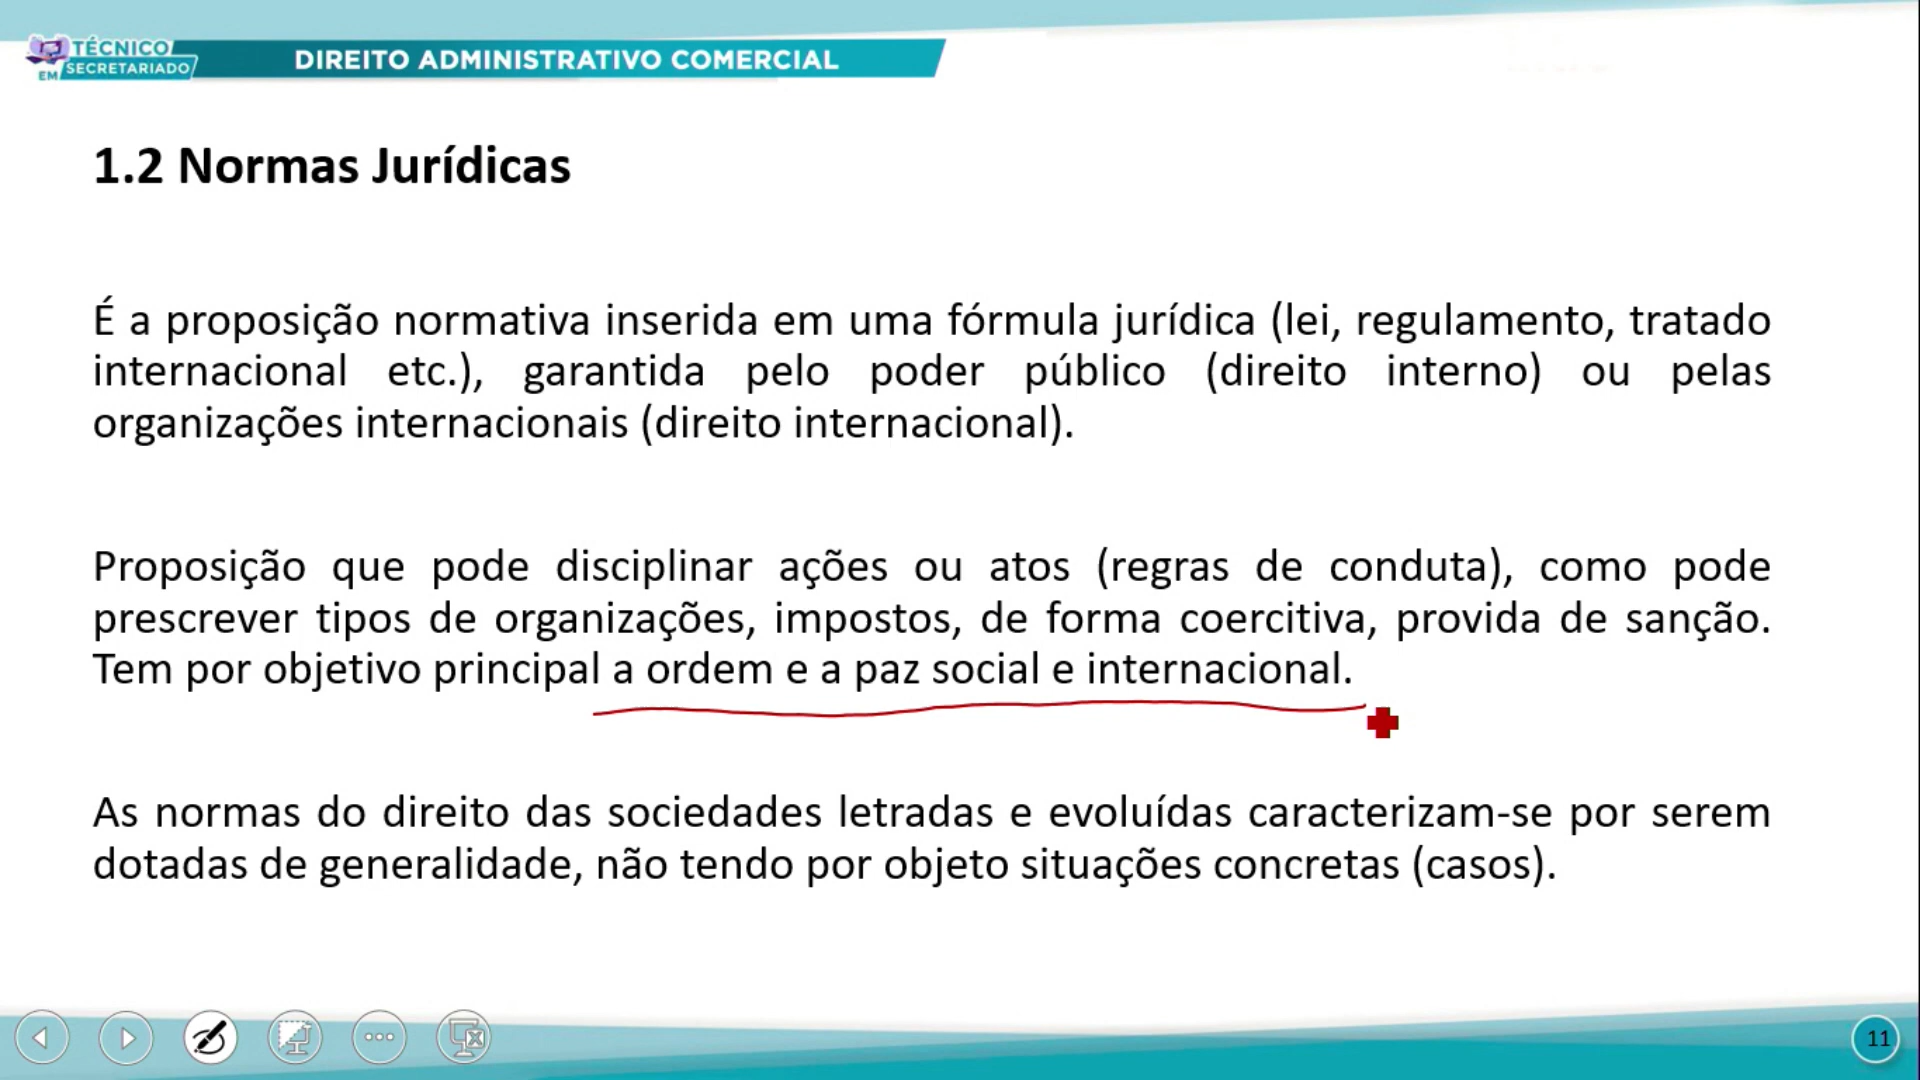 TÉCNICO
EM SECRETARIADO
DIREITO ADMINISTRATIVO COMERCIAL
1.2 Normas Jurídicas
É a proposição normativa inserida em uma fórmula jurídica (lei, regulamento, tratado
internacional etc.), garantida pelo poder público (direito interno) ou pelas
organizações internacionais (direito internacional).
Proposição que pode disciplinar ações ou atos (regras de conduta), como pode
prescrever tipos de organizações, impostos, de forma coercitiva, provida de sanção.
Tem por objetivo principal a ordem e a paz social e internacional.
As normas do direito das sociedades letradas e evoluídas caracterizam-se por serem
dotadas de generalidade, não tendo por objeto situações concretas (casos).
11